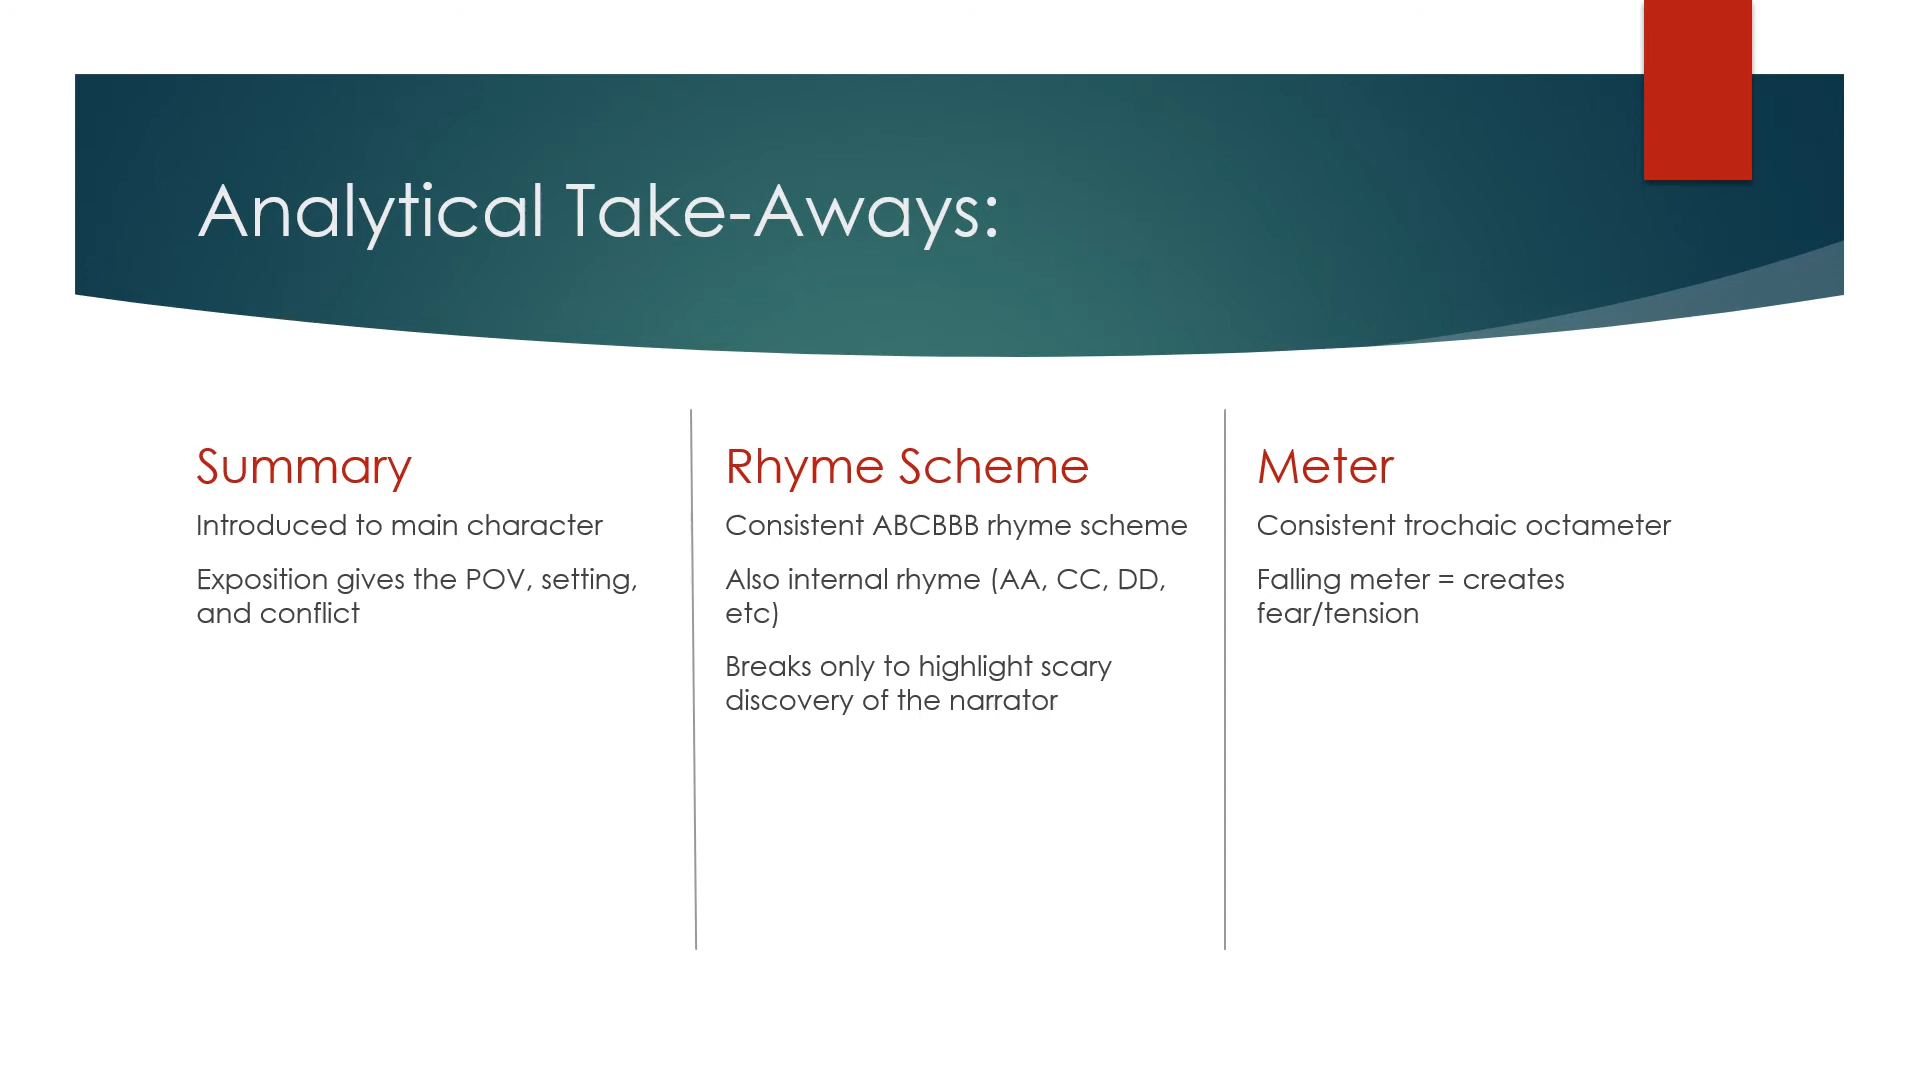 Analytical Take-Aways:
Summary
Introduced to main character
Exposition gives the POV, setting,
and conflict
Rhyme Scheme
Consistent ABCBBB rhyme scheme
Also internal rhyme (AA, CC, DD,
etc)
Breaks only to highlight scary
discovery of the narrator
Meter
Consistent trochaic octameter
Falling meter = creates
fear/tension